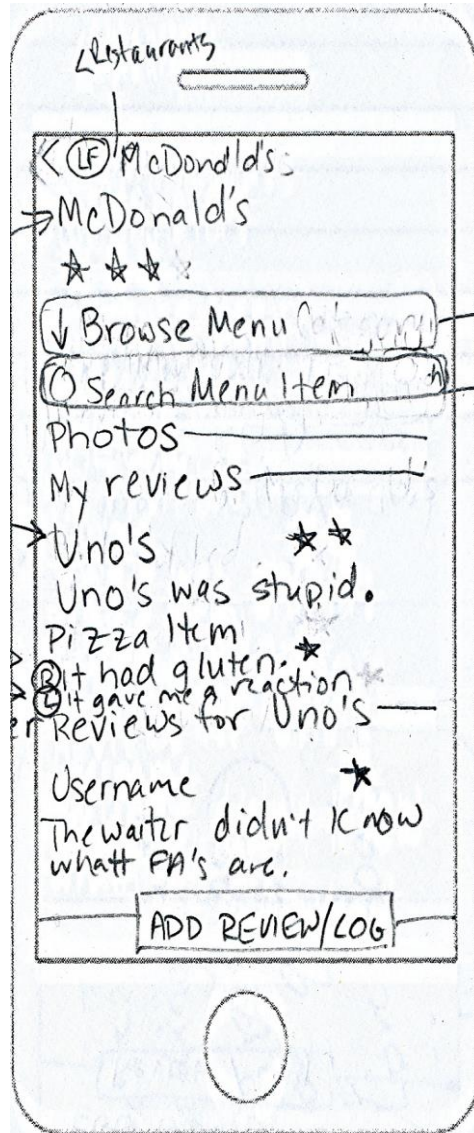 <Restaurants
< LF McDonald's
McDonald's
↓ Browse Menu
Search Menu Item
Photos
My reviews
Uno's
Uno's was stupid.
Pizza Item
R it had gluten.
L it gave me a reaction
Reviews for Uno's
Username
The waiter didn't know
whatt FA's are.
ADD REVIEW/LOG